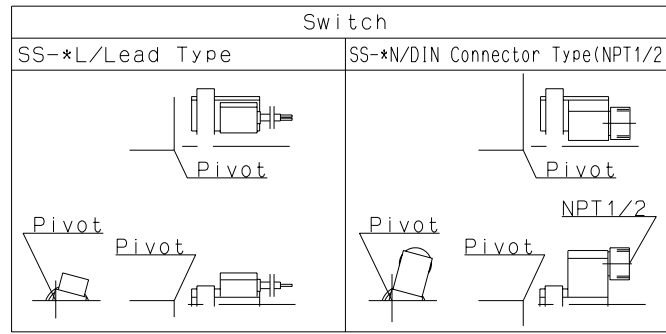 Switch
SS-*L/Lead Type
SS-*N/DIN Connector Type(NPT1/2
Pivot
Pivot
NPT1/2
Pivot
Pivot
Pivot
Pivot